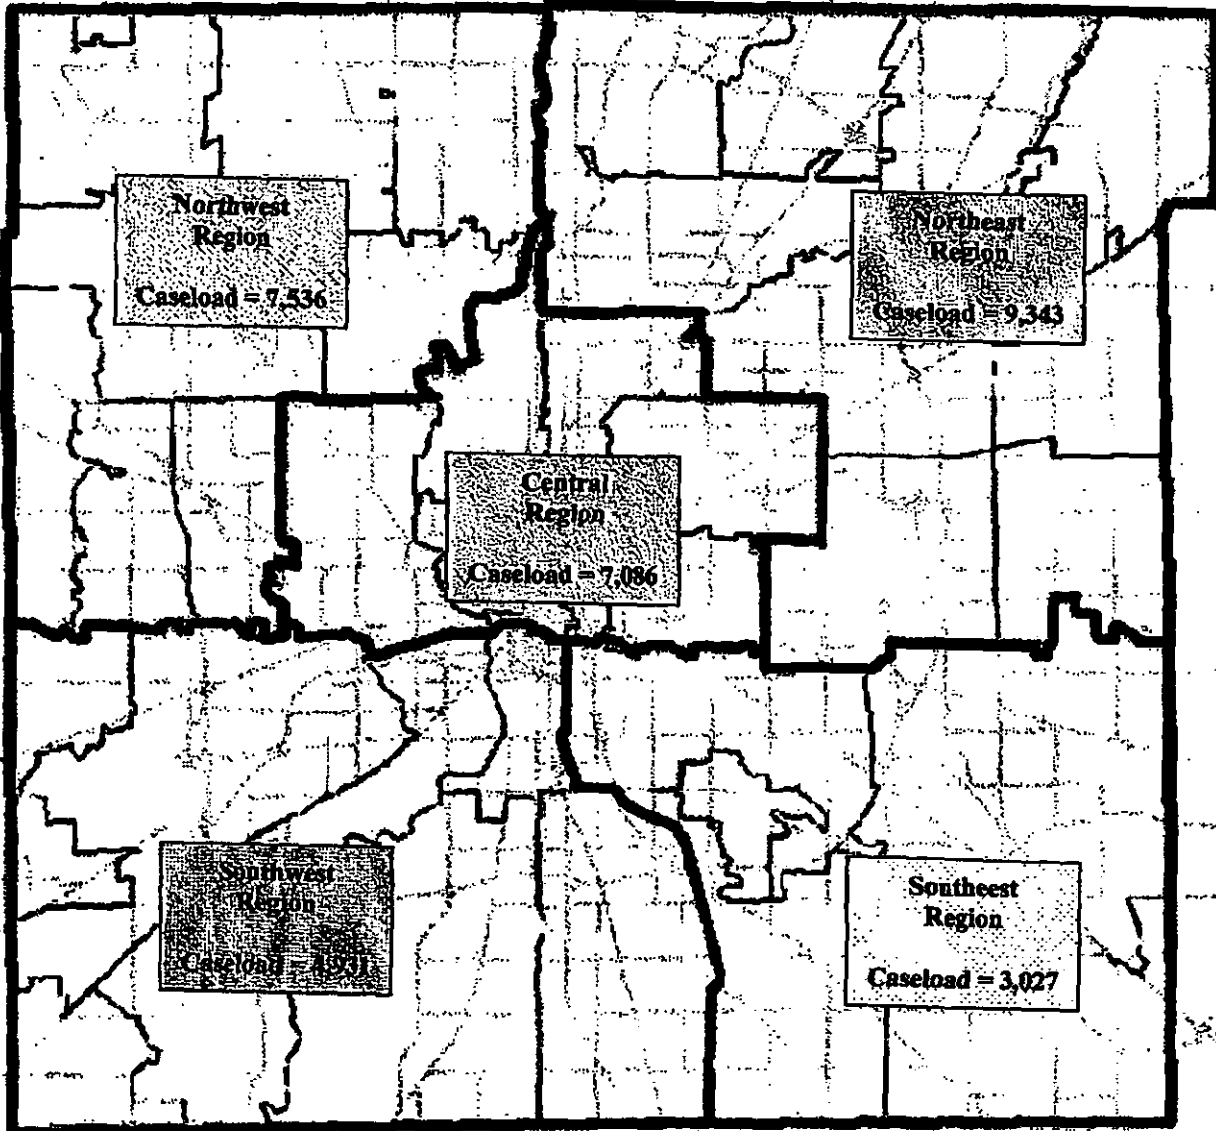 Northwest
Region
Caseload = 7,536
Northeast
Region
Caseload = 9,343
Central
Region
Caseload = 7,086
Southwest
Region
Caseload =
Southeest
Region
Caseload = 3,027